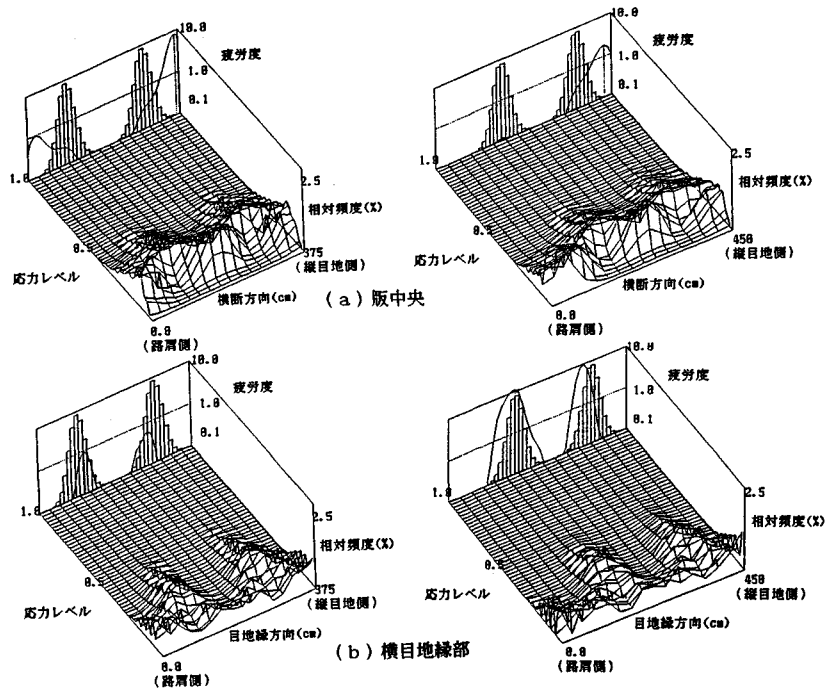 10.0
疲労度
1.0
0.1
1.0
2.5
相対頻度(%)
0.5
応力レベル
375
(縦目地側)
横断方向(cm)
0.0
(路肩側)
10.0
疲労度
1.0
0.1
1.0
2.5
相対頻度(%)
0.5
応力レベル
450
(縦目地側)
横断方向(cm)
0.0
(路肩側)
(a) 版中央
10.0
疲労度
1.0
0.1
1.0
2.5
相対頻度(%)
0.5
応力レベル
375
(縦目地側)
目地縁方向(cm)
0.0
(路肩側)
10.0
疲労度
1.0
0.1
1.0
2.5
相対頻度(%)
0.5
応力レベル
450
(縦目地側)
目地縁方向(cm)
0.0
(路肩側)
(b) 横目地縁部